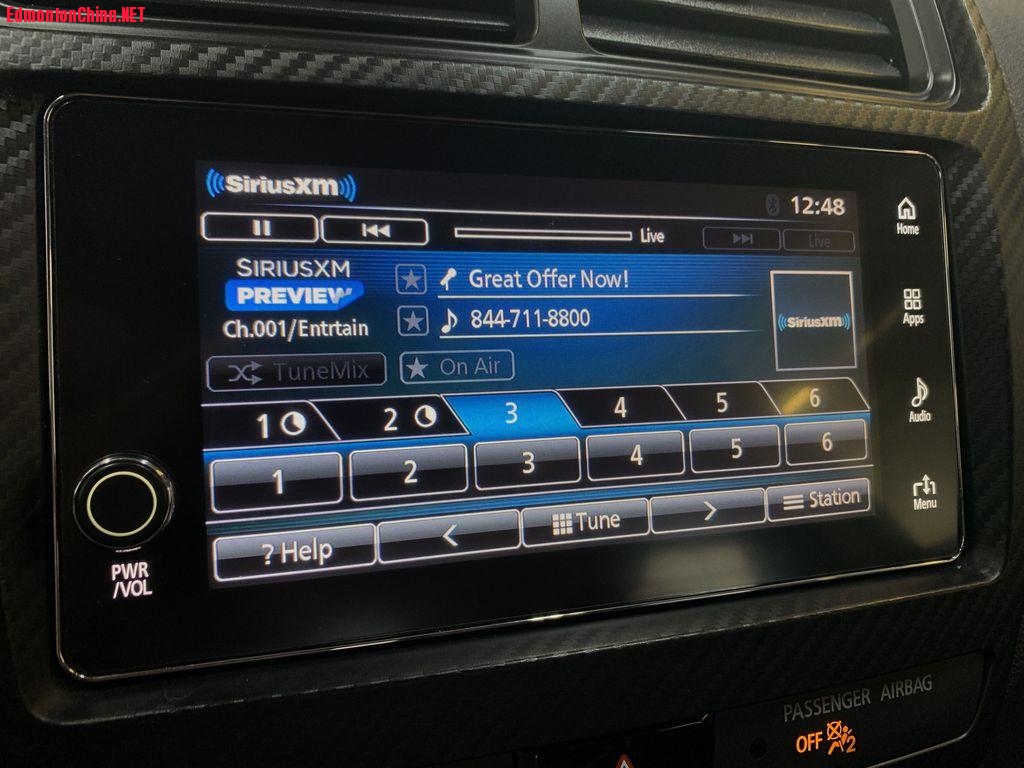 EdmontonChina.NET
SiriusXM
12:48
Live
Live
SIRIUSXM
PREVIEW
Ch.001/Entrtain
Great Offer Now!
844-711-8800
SiriusXM
TuneMix
On Air
1 2 3 4 5 6
1 2 3 4 5 6
? Help < Tune > Station
Home
Apps
Audio
Menu
PWR
/VOL
PASSENGER AIRBAG
OFF 2